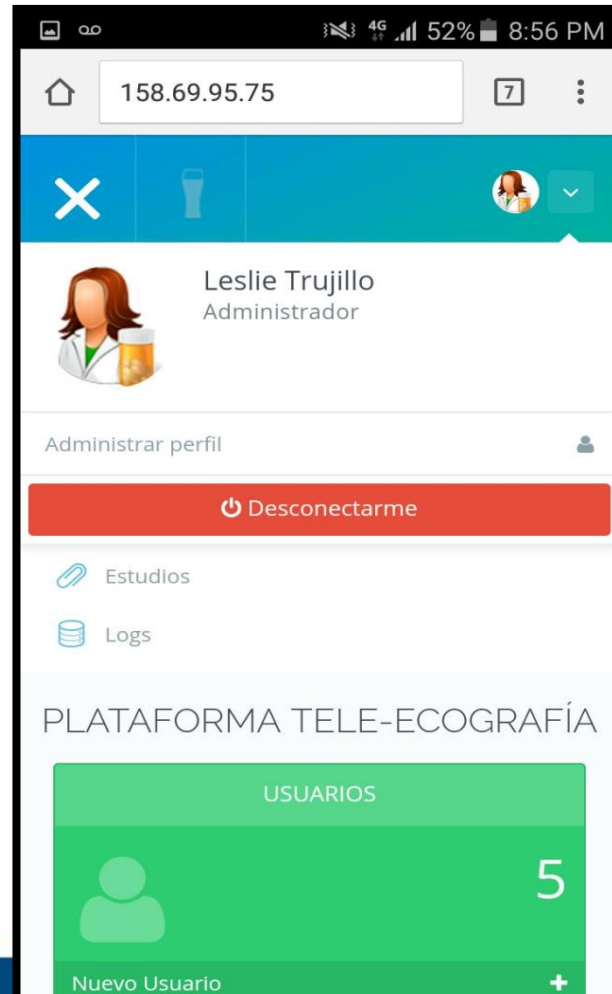 4G 52% 8:56 PM
158.69.95.75 7
Leslie Trujillo
Administrador
Administrar perfil
Desconectarme
Estudios
Logs
PLATAFORMA TELE-ECOGRAFÍA
USUARIOS
5
Nuevo Usuario +